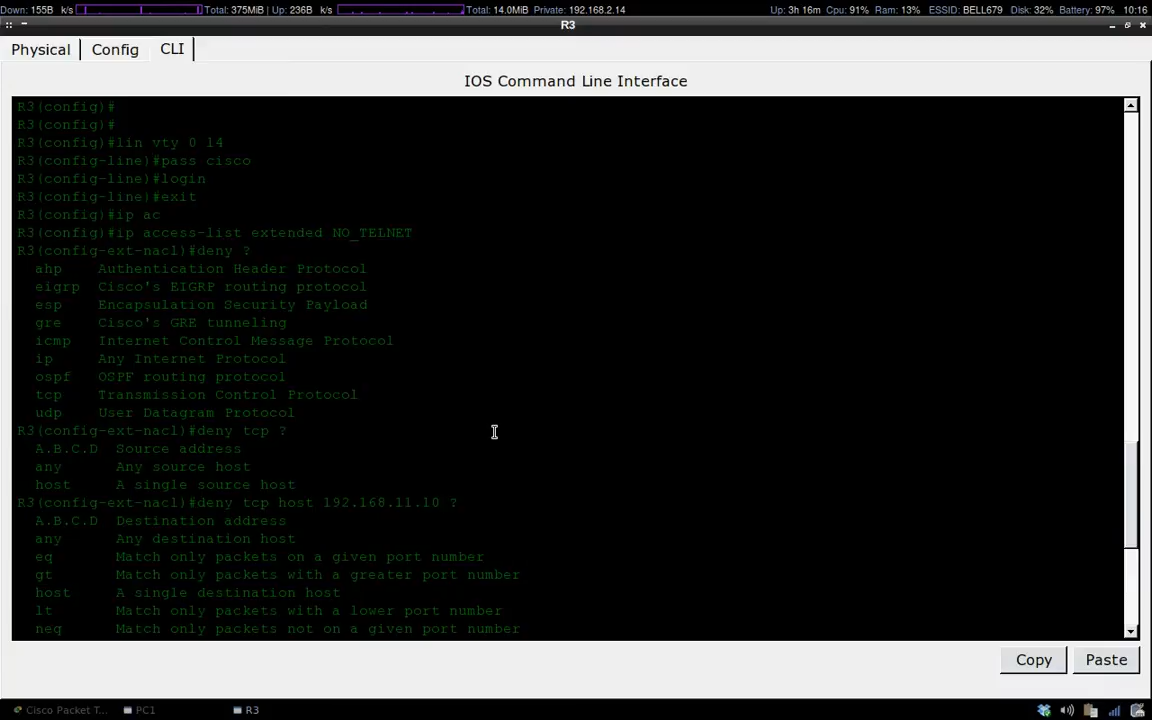 Down: 155B k/s Total: 375MiB | Up: 236B k/s Total: 14.0MiB Private: 192.168.2.14 Up: 3h 16m Cpu: 91% Ram: 13% ESSID: BELL679 Disk: 32% Battery: 97% 10:16
R3
Physical Config CLI
IOS Command Line Interface
R3(config)#
R3(config)#
R3(config)#lin vty 0 14
R3(config-line)#pass cisco
R3(config-line)#login
R3(config-line)#exit
R3(config)#ip ac
R3(config)#ip access-list extended NO_TELNET
R3(config-ext-nacl)#deny ?
ahp Authentication Header Protocol
eigrp Cisco's EIGRP routing protocol
esp Encapsulation Security Payload
gre Cisco's GRE tunneling
icmp Internet Control Message Protocol
ip Any Internet Protocol
ospf OSPF routing protocol
tcp Transmission Control Protocol
udp User Datagram Protocol
R3(config-ext-nacl)#deny tcp ?
A.B.C.D Source address
any Any source host
host A single source host
R3(config-ext-nacl)#deny tcp host 192.168.11.10 ?
A.B.C.D Destination address
any Any destination host
eq Match only packets on a given port number
gt Match only packets with a greater port number
host A single destination host
lt Match only packets with a lower port number
neq Match only packets not on a given port number
Copy Paste
Cisco Packet T... PC1 R3